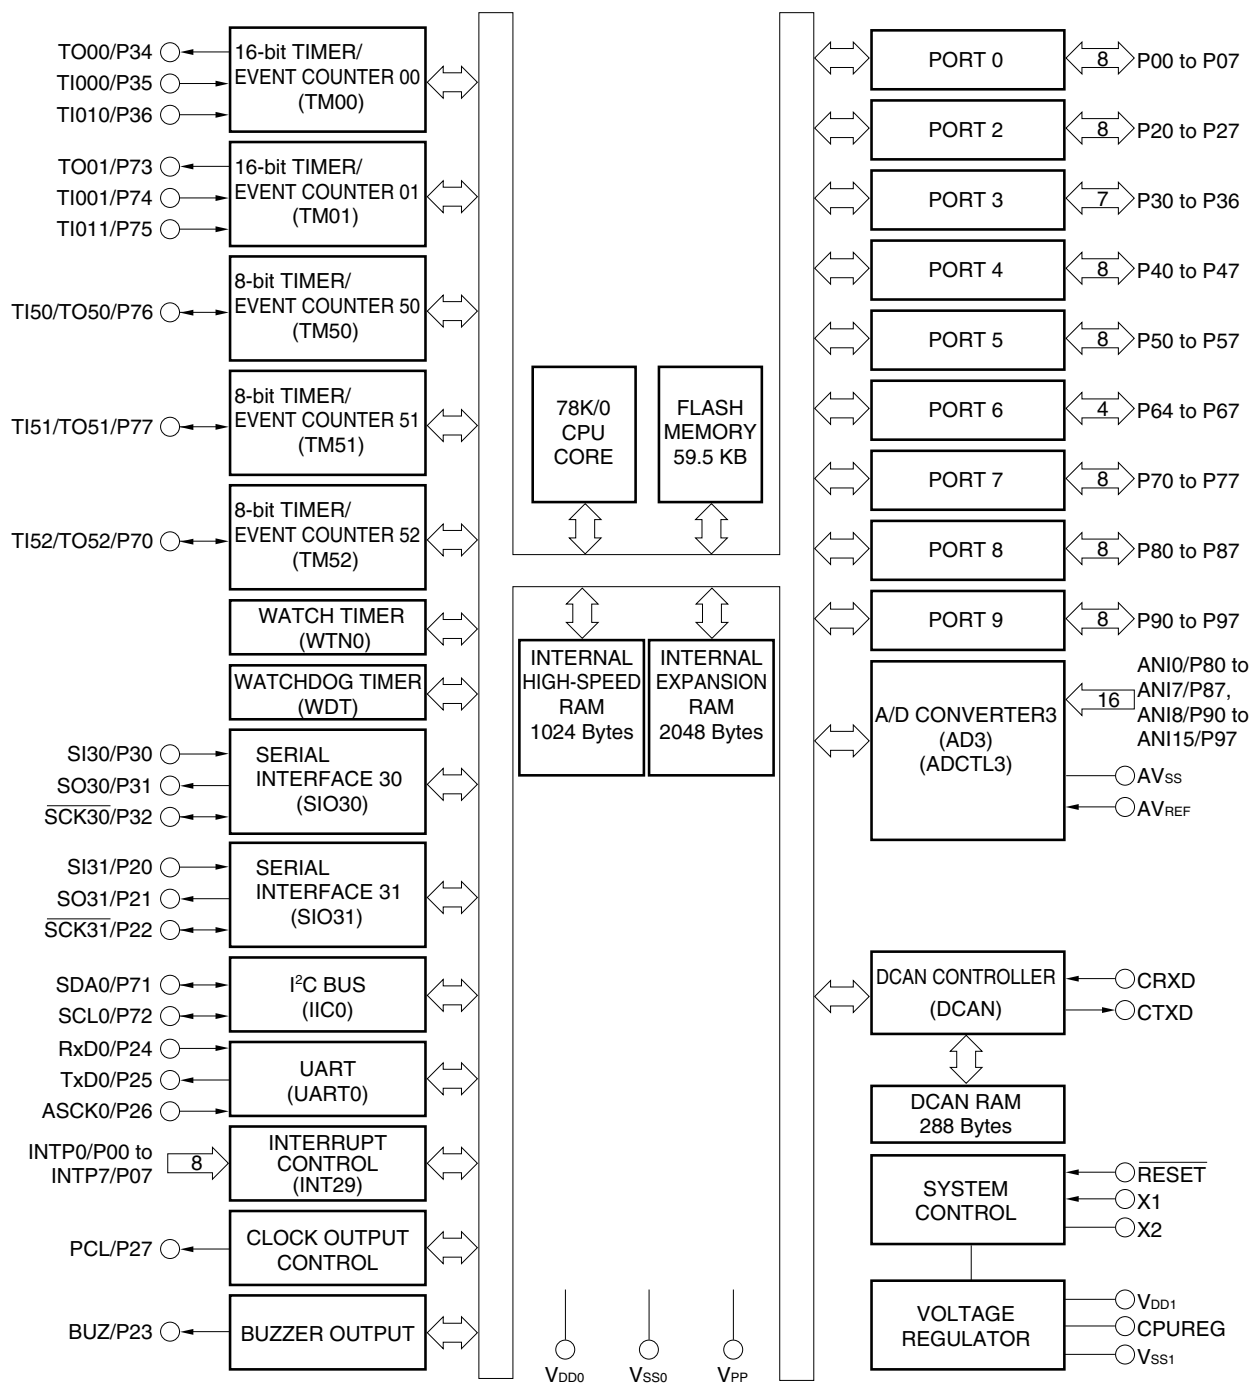 TO00/P34
TI000/P35
TI010/P36
16-bit TIMER/
EVENT COUNTER 00
(TM00)
TO01/P73
TI001/P74
TI011/P75
16-bit TIMER/
EVENT COUNTER 01
(TM01)
TI50/TO50/P76
8-bit TIMER/
EVENT COUNTER 50
(TM50)
TI51/TO51/P77
8-bit TIMER/
EVENT COUNTER 51
(TM51)
TI52/TO52/P70
8-bit TIMER/
EVENT COUNTER 52
(TM52)
WATCH TIMER
(WTN0)
WATCHDOG TIMER
(WDT)
SI30/P30
SO30/P31
SCK30/P32
SERIAL
INTERFACE 30
(SIO30)
SI31/P20
SO31/P21
SCK31/P22
SERIAL
INTERFACE 31
(SIO31)
SDA0/P71
SCL0/P72
I²C BUS
(IIC0)
RxD0/P24
TxD0/P25
ASCK0/P26
UART
(UART0)
INTP0/P00 to
INTP7/P07
8
INTERRUPT
CONTROL
(INT29)
PCL/P27
CLOCK OUTPUT
CONTROL
BUZ/P23
BUZZER OUTPUT
78K/0
CPU
CORE
FLASH
MEMORY
59.5 KB
INTERNAL
HIGH-SPEED
RAM
1024 Bytes
INTERNAL
EXPANSION
RAM
2048 Bytes
VDD0
VSS0
VPP
PORT 0
8
P00 to P07
PORT 2
8
P20 to P27
PORT 3
7
P30 to P36
PORT 4
8
P40 to P47
PORT 5
8
P50 to P57
PORT 6
4
P64 to P67
PORT 7
8
P70 to P77
PORT 8
8
P80 to P87
PORT 9
8
P90 to P97
A/D CONVERTER3
(AD3)
(ADCTL3)
16
ANI0/P80 to
ANI7/P87,
ANI8/P90 to
ANI15/P97
AVSS
AVREF
DCAN CONTROLLER
(DCAN)
CRXD
CTXD
DCAN RAM
288 Bytes
SYSTEM
CONTROL
RESET
X1
X2
VOLTAGE
REGULATOR
VDD1
CPUREG
VSS1